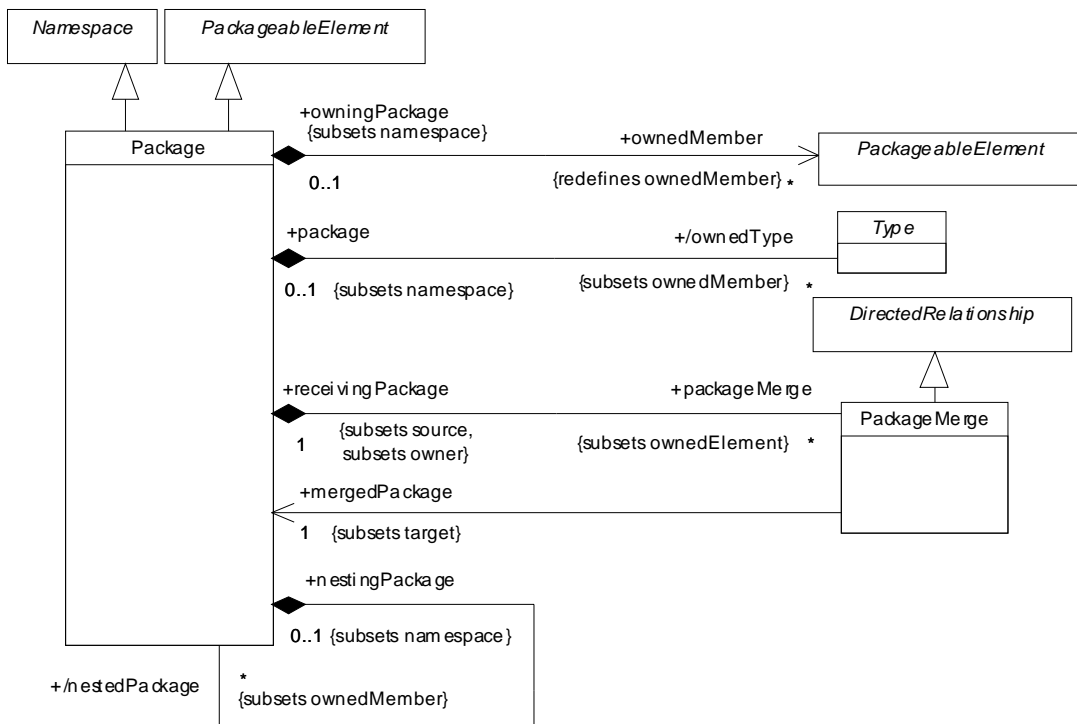 Namespace
PackageableElement
Package
+owningPackage
{subsets namespace}
+ownedMember
0..1
{redefines ownedMember} *
PackageableElement
+package
+/ownedType
0..1 {subsets namespace}
{subsets ownedMember} *
Type
DirectedRelationship
+receivingPackage
+packageMerge
1 {subsets source,
subsets owner}
{subsets ownedElement} *
PackageMerge
+mergedPackage
1 {subsets target}
+nestingPackage
0..1 {subsets namespace}
+/nestedPackage
*
{subsets ownedMember}